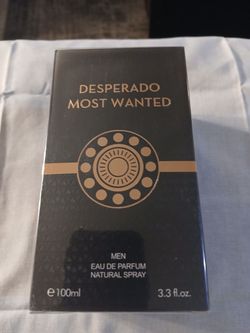 DESPERADO
MOST WANTED
MEN
EAU DE PARFUM
NATURAL SPRAY
℮100ml 3.3 fl.oz.